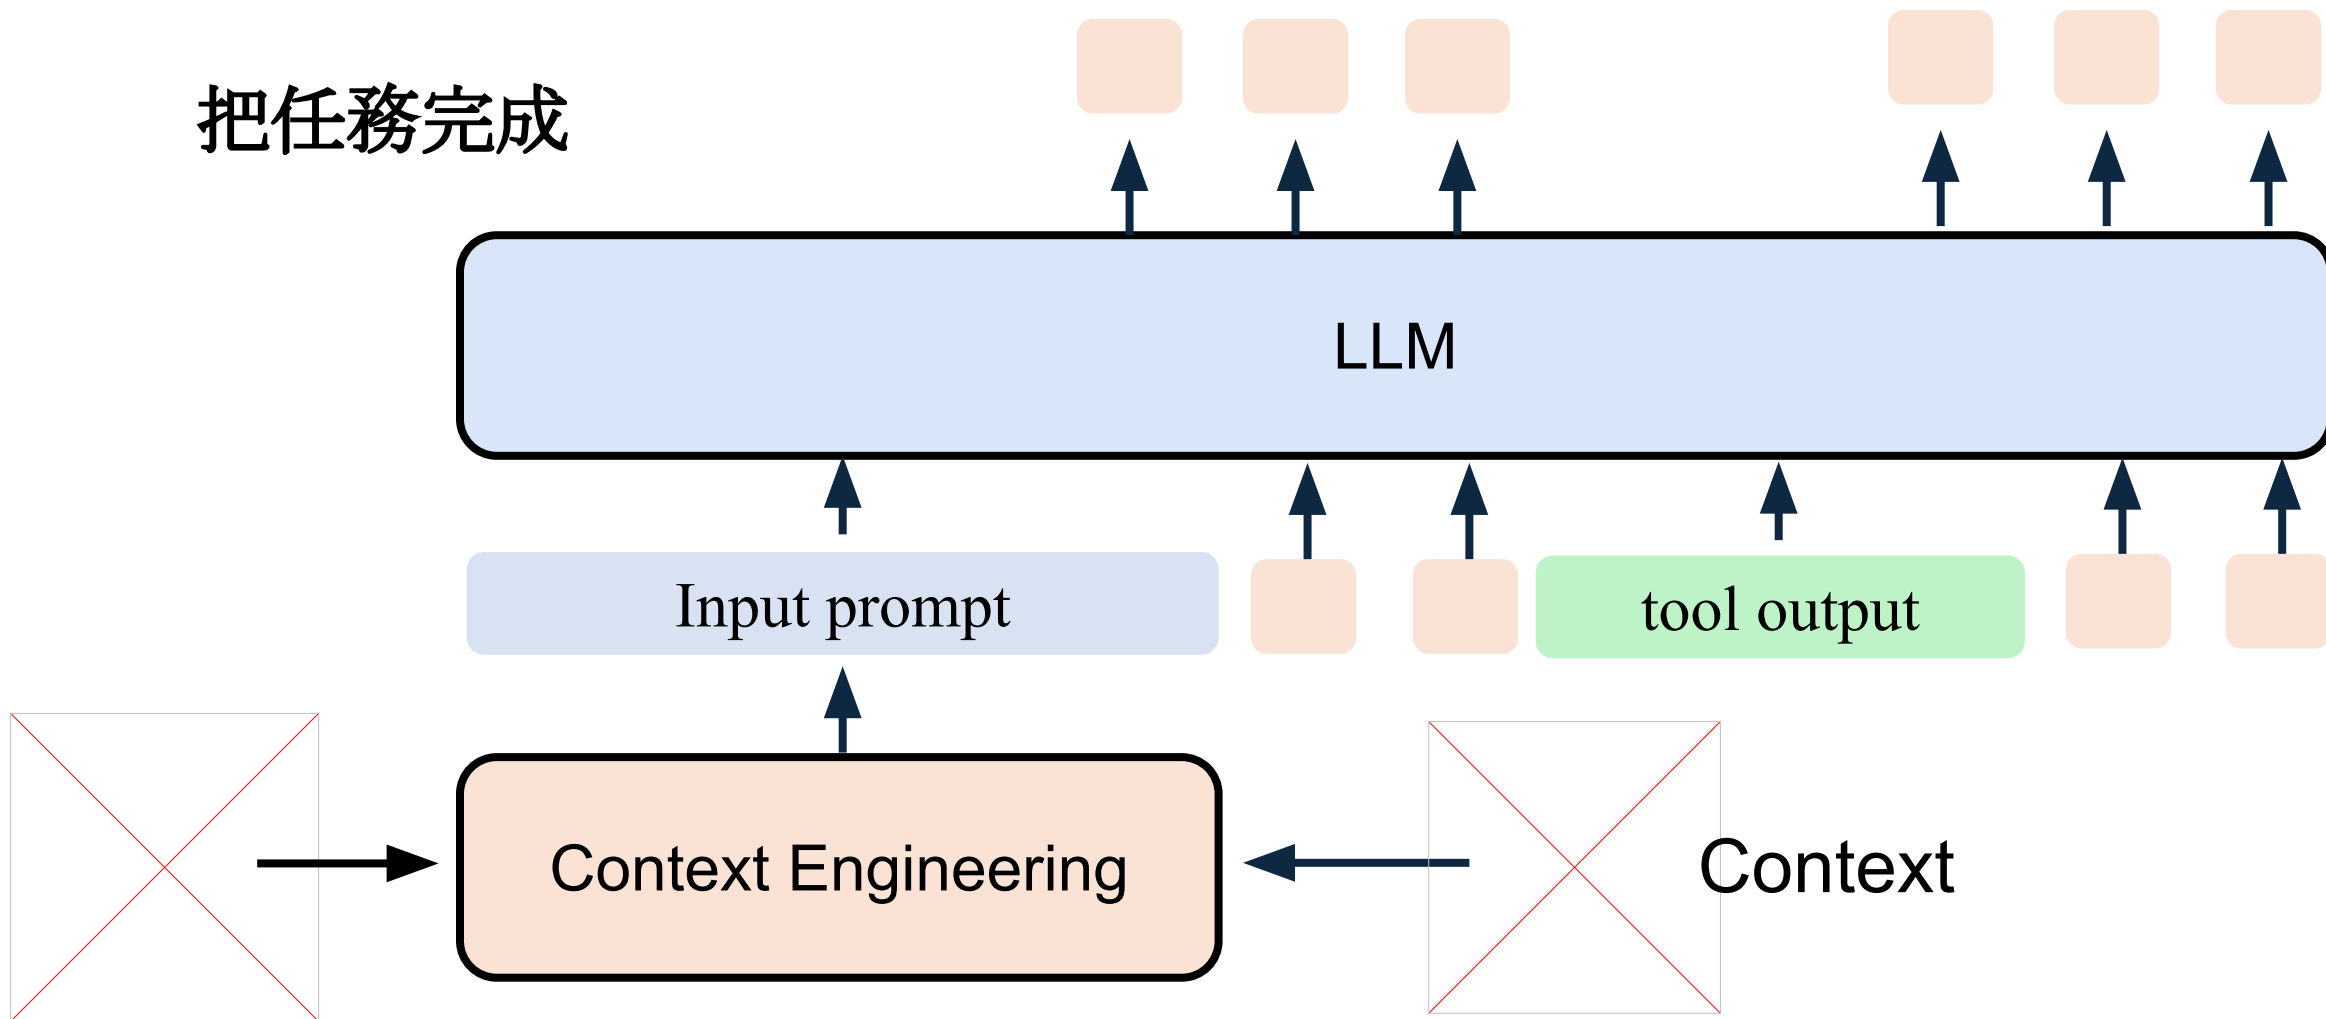 把任務完成
LLM
Input prompt
tool output
Context Engineering
Context